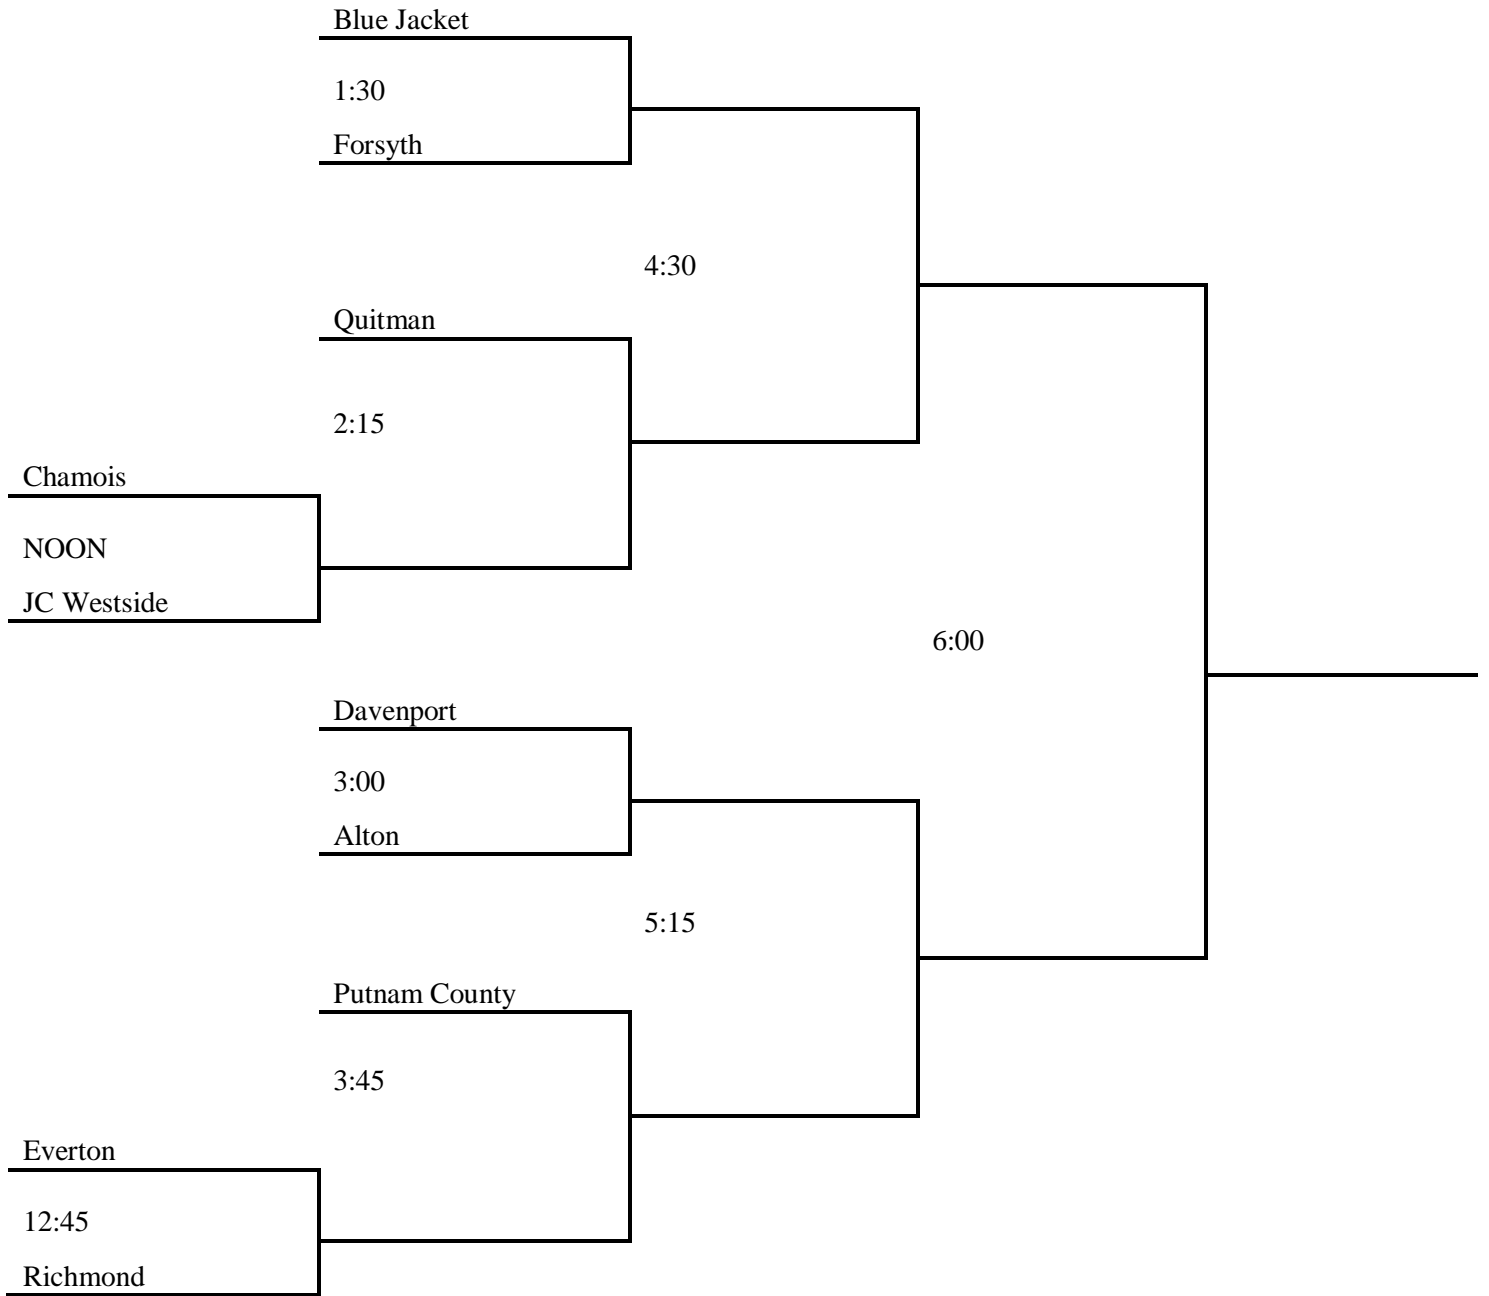 Blue Jacket
1:30
Forsyth
4:30
Quitman
2:15
Chamois
NOON
JC Westside
6:00
Davenport
3:00
Alton
5:15
Putnam County
3:45
Everton
12:45
Richmond